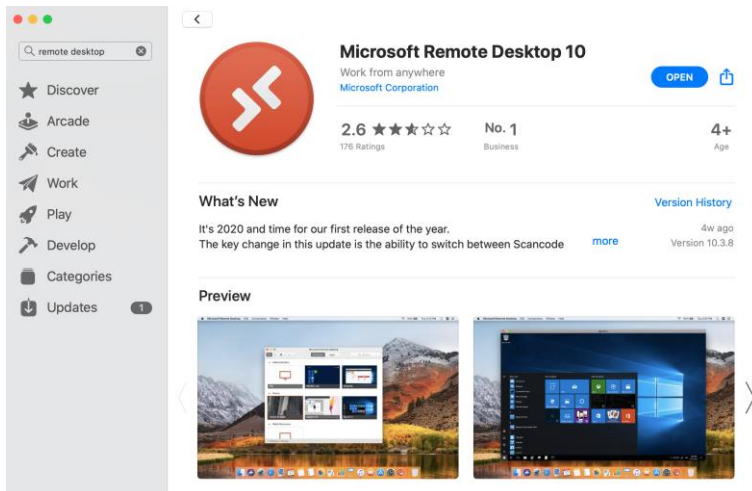 remote desktop
Discover
Arcade
Create
Work
Play
Develop
Categories
Updates 1
Microsoft Remote Desktop 10
Work from anywhere
Microsoft Corporation
OPEN
2.6 No. 1 4+
176 Ratings Business Age
What's New Version History
It's 2020 and time for our first release of the year. 4w ago
The key change in this update is the ability to switch between Scancode more Version 10.3.8
Preview